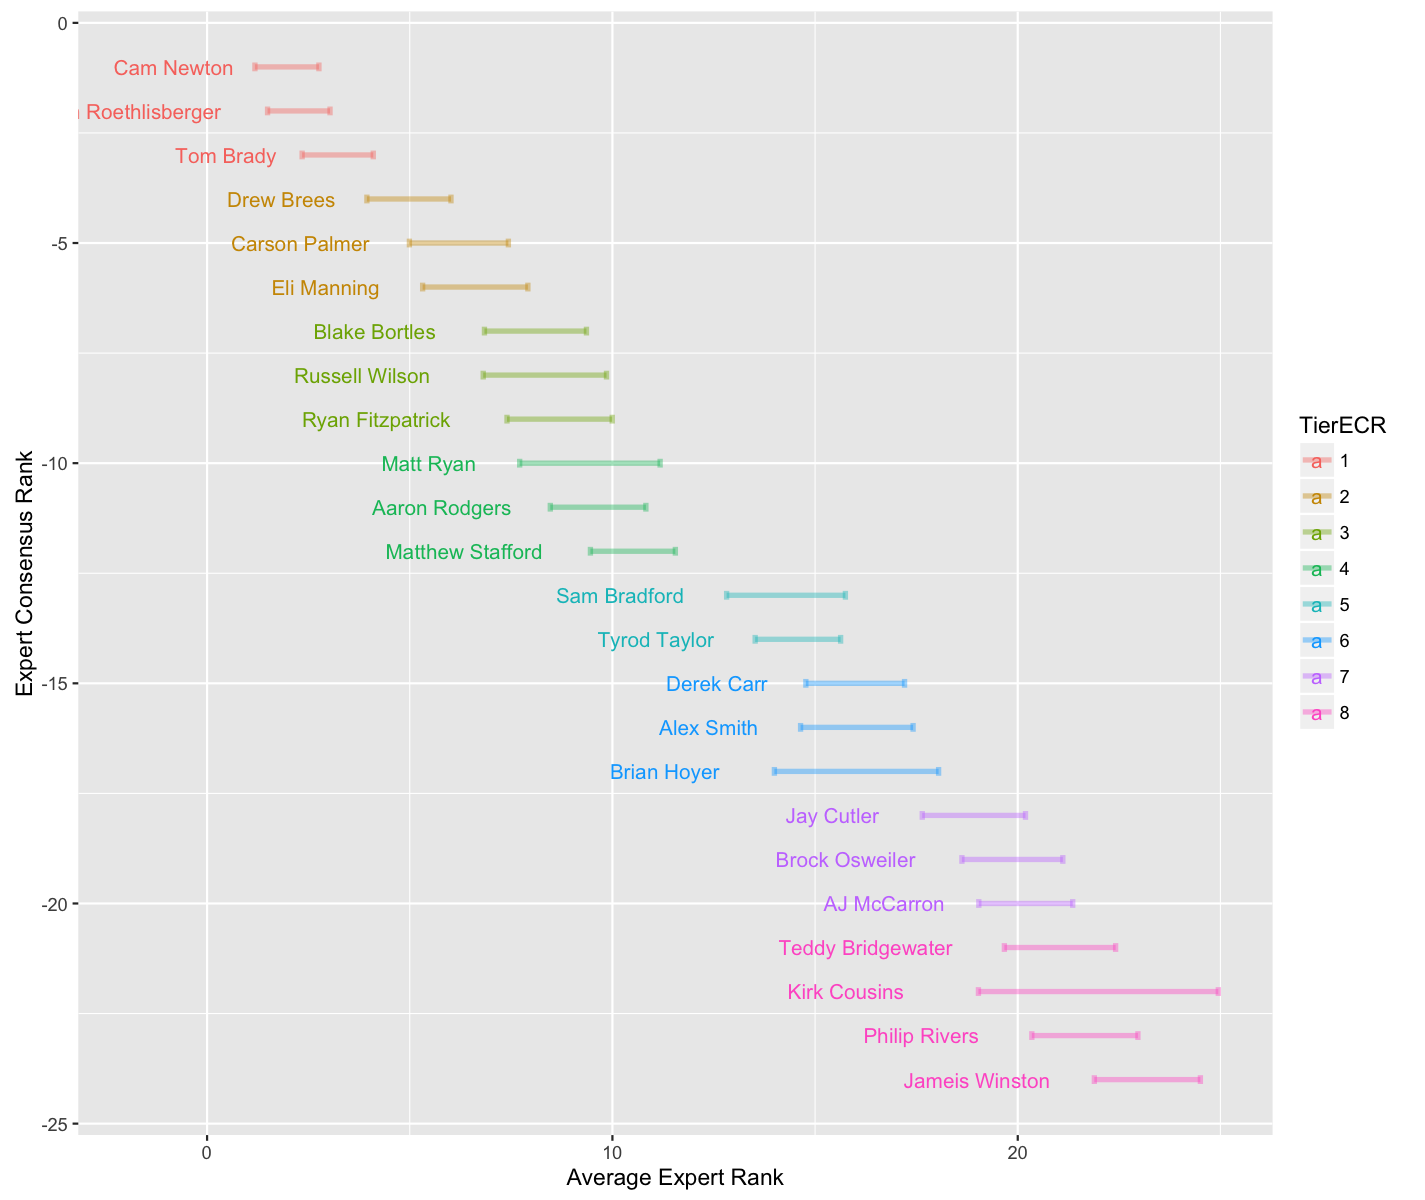 0
Cam Newton
Roethlisberger
Tom Brady
Drew Brees
-5
Carson Palmer
Eli Manning
Blake Bortles
Russell Wilson
Ryan Fitzpatrick
-10
Matt Ryan
Aaron Rodgers
Matthew Stafford
Sam Bradford
Tyrod Taylor
-15
Derek Carr
Alex Smith
Brian Hoyer
Jay Cutler
Brock Osweiler
-20
AJ McCarron
Teddy Bridgewater
Kirk Cousins
Philip Rivers
Jameis Winston
-25
Expert Consensus Rank
0 10 20
Average Expert Rank
TierECR
a 1
a 2
a 3
a 4
a 5
a 6
a 7
a 8